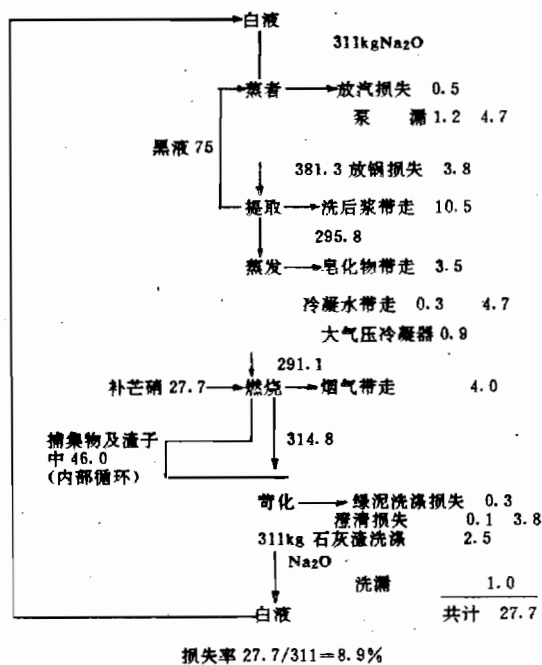 白液
311kgNa₂O
蒸者 放汽损失 0.5
泵 漏 1.2 4.7
黑液 75
381.3 放锅损失 3.8
提取 洗后浆带走 10.5
295.8
蒸发 皂化物带走 3.5
冷凝水带走 0.3 4.7
大气压冷凝器 0.9
291.1
补芒硝 27.7 燃烧 烟气带走 4.0
捕集物及渣子
中 46.0
314.8
(内部循环)
苛化 绿泥洗涤损失 0.3
澄清损失 0.1 3.8
311kg 石灰渣洗涤 2.5
Na₂O
洗漏 1.0
白液 共计 27.7
损失率 27.7/311=8.9%